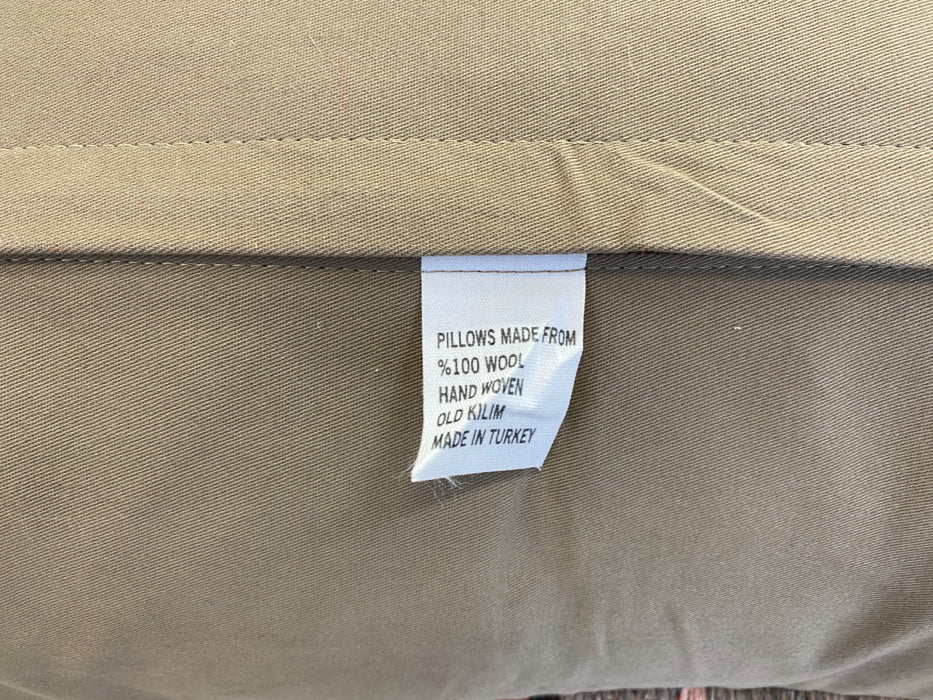 PILLOWS MADE FROM
%100 WOOL
HAND WOVEN
OLD KILIM
MADE IN TURKEY